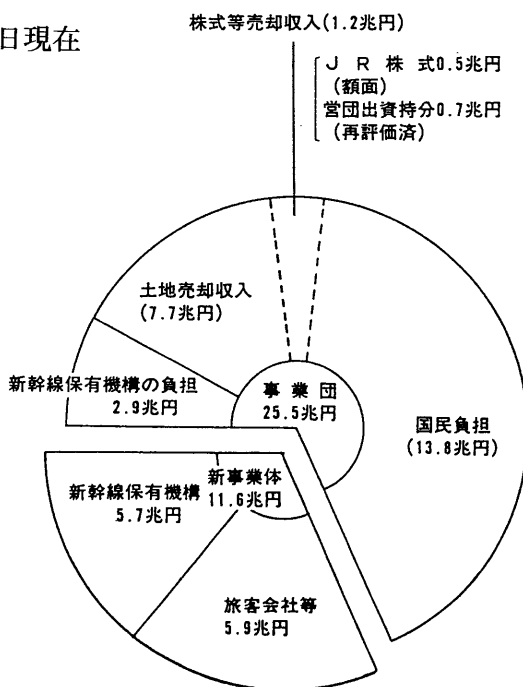 日現在
株式等売却収入(1.2兆円)
JR株式0.5兆円
(額面)
営団出資持分0.7兆円
(再評価済)
土地売却収入
(7.7兆円)
新幹線保有機構の負担
2.9兆円
事業団
25.5兆円
国民負担
(13.8兆円)
新事業体
11.6兆円
新幹線保有機構
5.7兆円
旅客会社等
5.9兆円